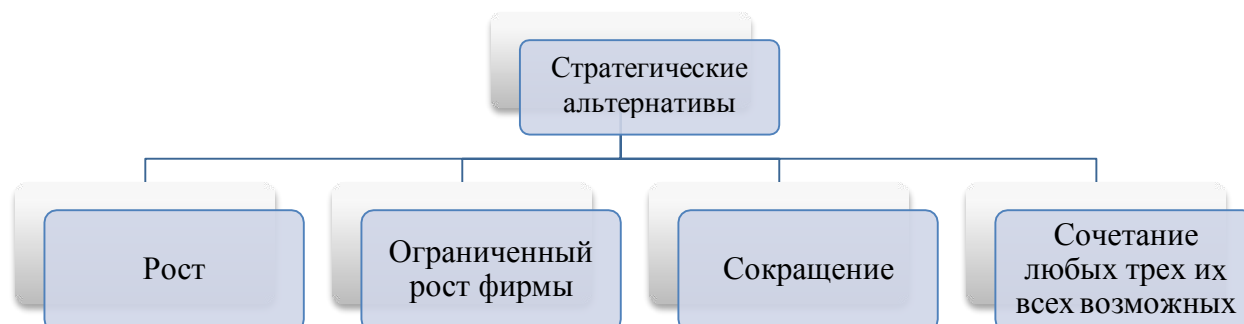 Стратегические
альтернативы
Рост
Ограниченный
рост фирмы
Сокращение
Сочетание
любых трех их
всех возможных